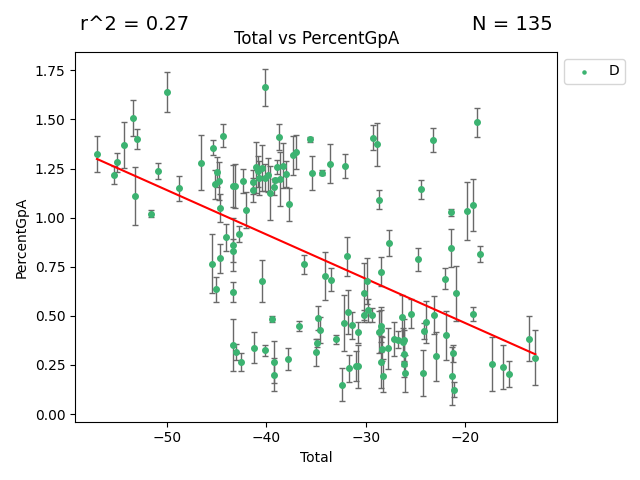 r^2 = 0.27
N = 135
Total vs PercentGpA
D
PercentGpA
1.75
1.50
1.25
1.00
0.75
0.50
0.25
0.00
−50 −40 −30 −20
Total